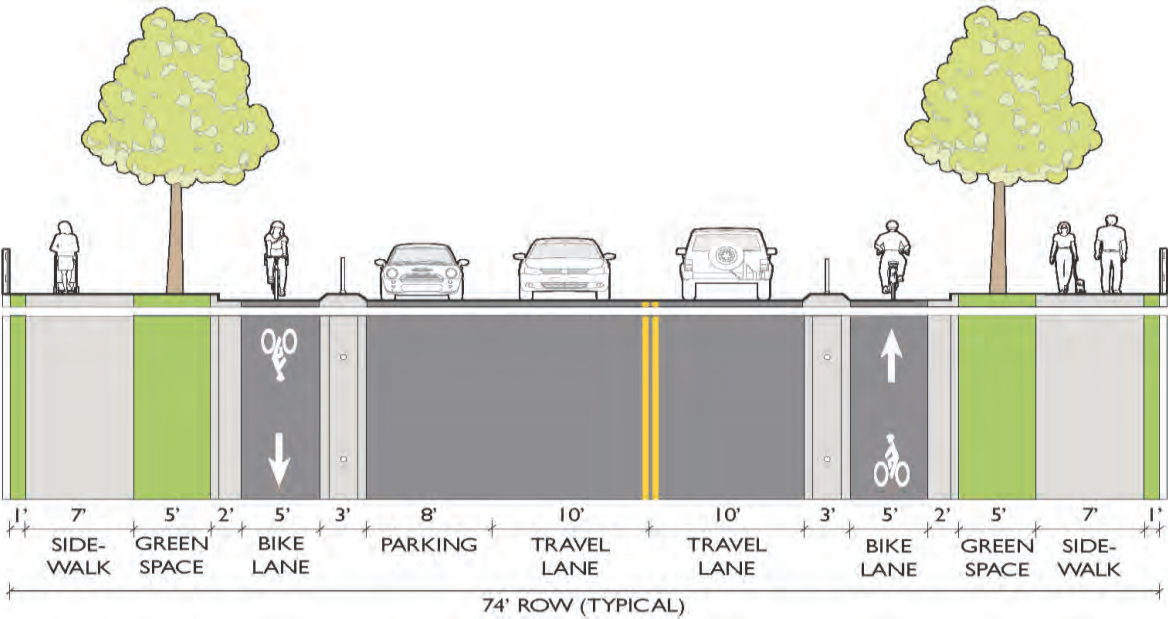 1' 7' 5' 2' 5' 3' 8' 10' 10' 3' 5' 2' 5' 7' 1'
SIDE- GREEN BIKE PARKING TRAVEL TRAVEL BIKE GREEN SIDE-
WALK SPACE LANE LANE LANE LANE SPACE WALK
74' ROW (TYPICAL)